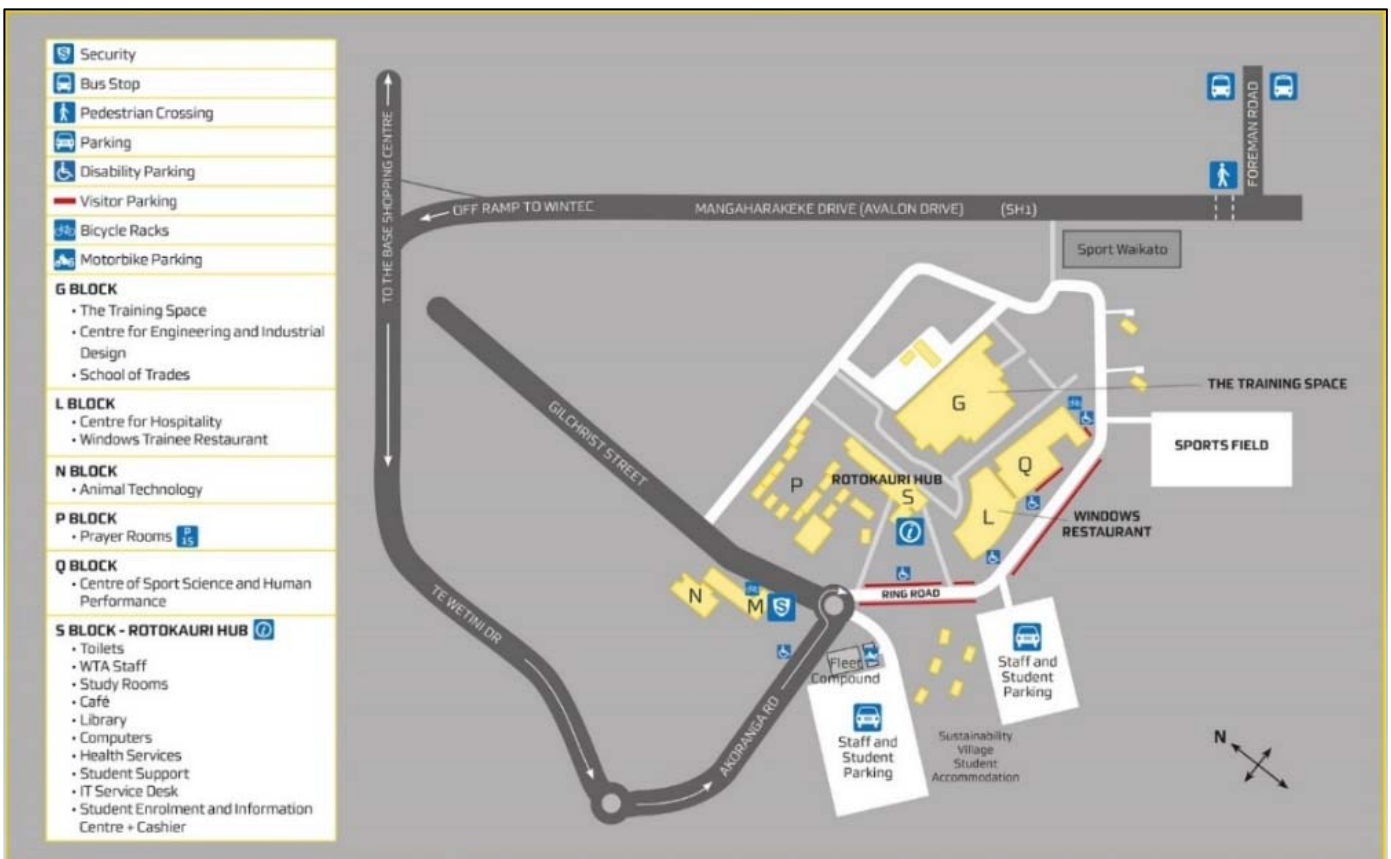 Security
Bus Stop
Pedestrian Crossing
Parking
Disability Parking
Visitor Parking
Bicycle Racks
Motorbike Parking
G BLOCK
• The Training Space
• Centre for Engineering and Industrial
Design
• School of Trades
L BLOCK
• Centre for Hospitality
• Windows Trainee Restaurant
N BLOCK
• Animal Technology
P BLOCK
• Prayer Rooms P
15
Q BLOCK
• Centre of Sport Science and Human
Performance
S BLOCK - ROTOKAURI HUB i
• Toilets
• WTA Staff
• Study Rooms
• Café
• Library
• Computers
• Health Services
• Student Support
• IT Service Desk
• Student Enrolment and Information
Centre + Cashier
TO THE BASE SHOPPING CENTRE
OFF RAMP TO WINTEC
MANGAHARAKEKE DRIVE (AVALON DRIVE) (SH1)
FOREMAN ROAD
Sport Waikato
GILCHRIST STREET
G
THE TRAINING SPACE
SPORTS FIELD
Q
P
ROTOKAURI HUB
S
i
L
WINDOWS
RESTAURANT
N
M
S
RING ROAD
TE WETINI DR
AKORANGA RD
Fleet
Compound
Staff and
Student
Parking
Staff and
Student
Parking
Sustainability
Village
Student
Accommodation
N